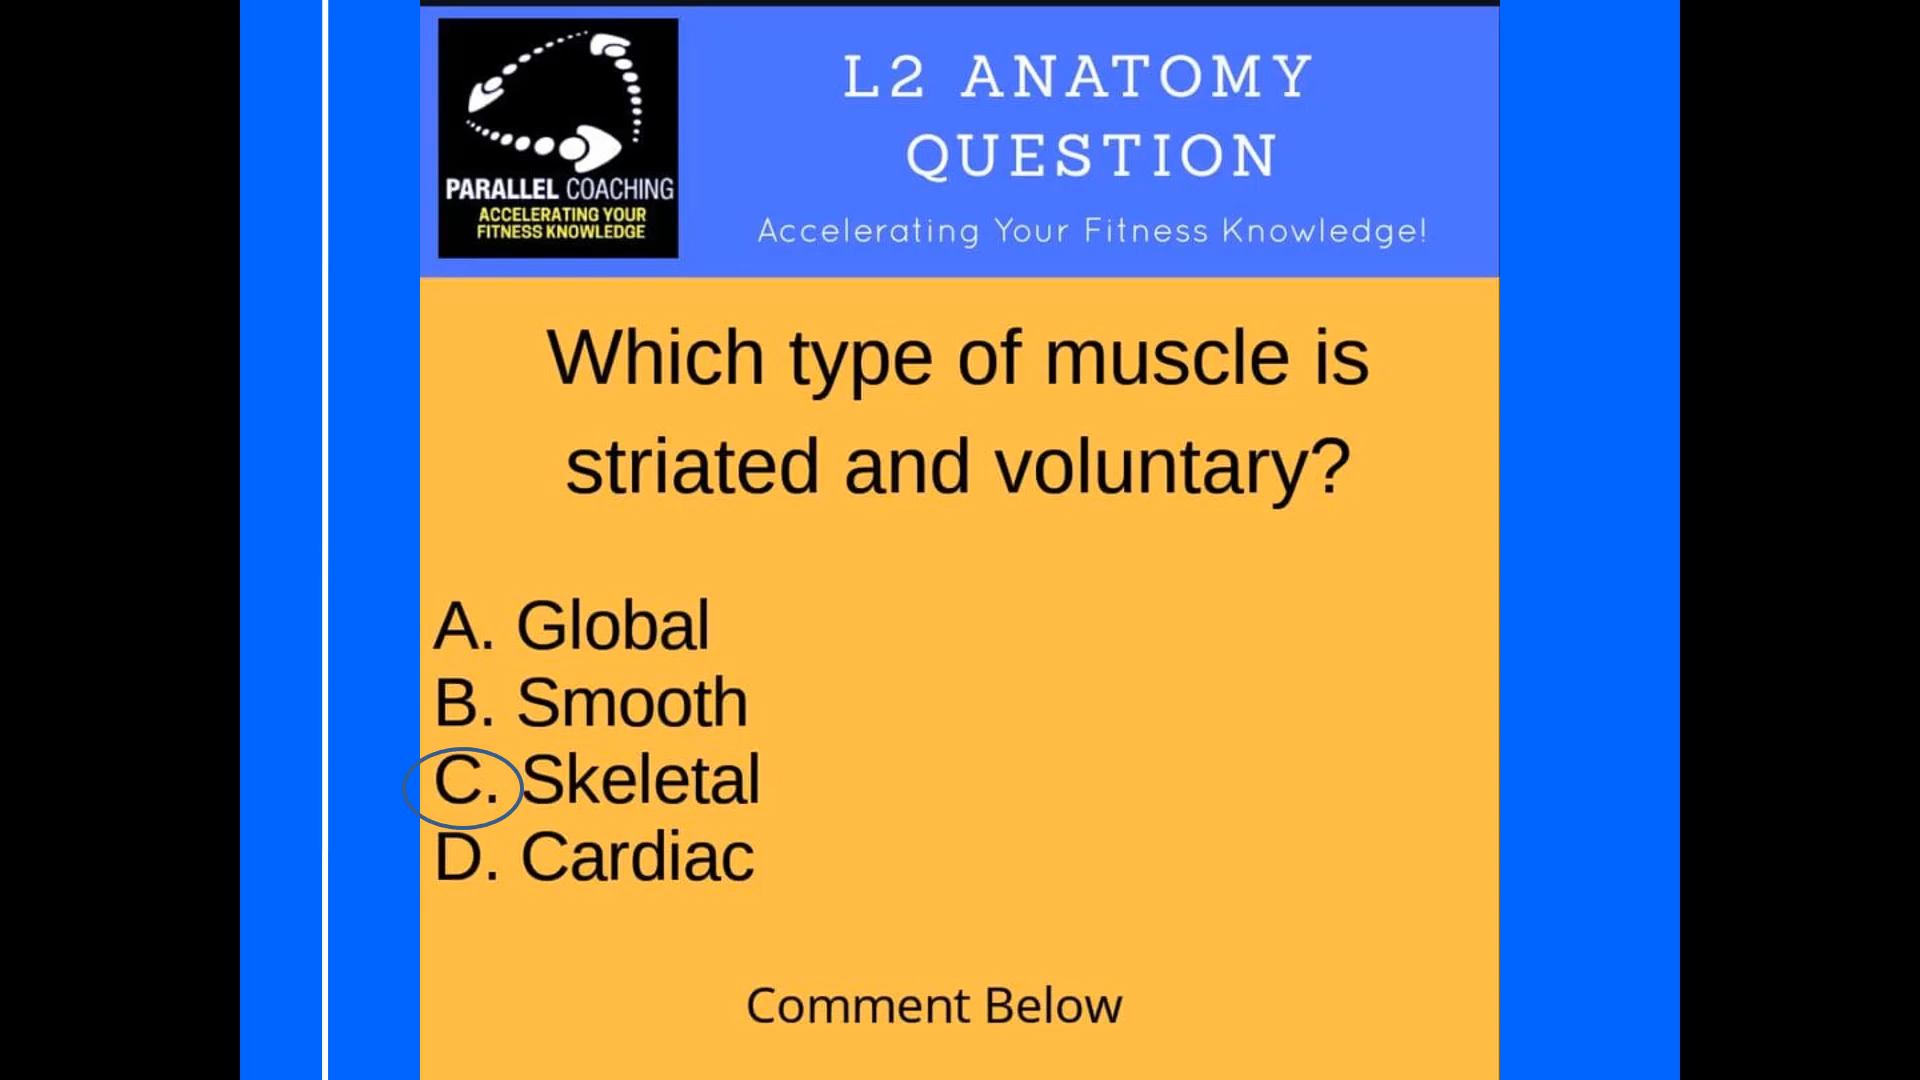 PARALLEL COACHING
ACCELERATING YOUR
FITNESS KNOWLEDGE
L2 ANATOMY
QUESTION
Accelerating Your Fitness Knowledge!
Which type of muscle is
striated and voluntary?
A. Global
B. Smooth
C. Skeletal
D. Cardiac
Comment Below